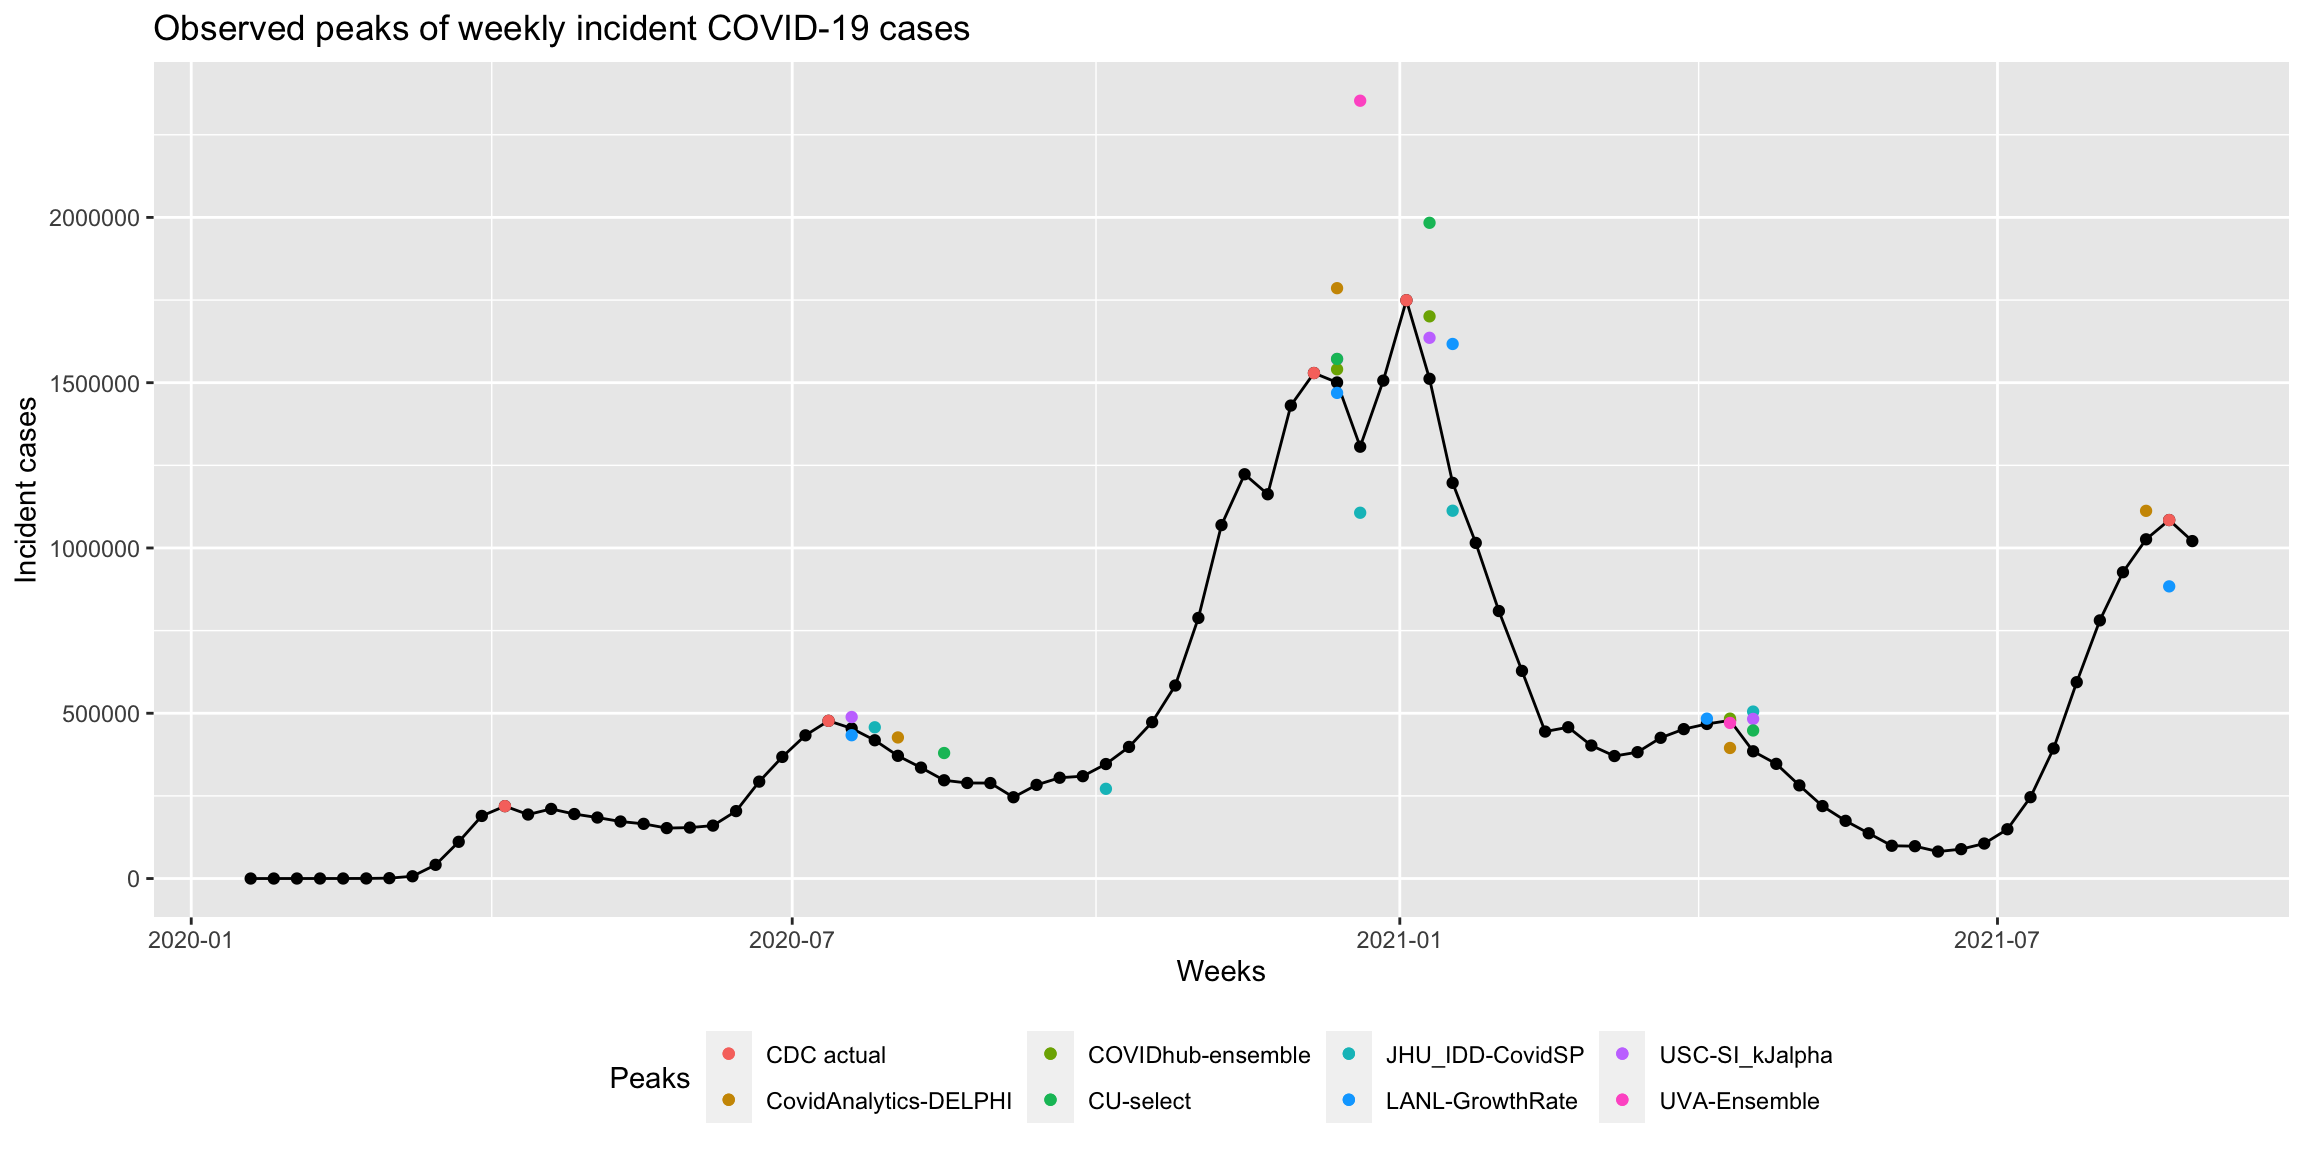 Observed peaks of weekly incident COVID-19 cases
Incident cases
2000000
1500000
1000000
500000
0
2020-01 2020-07 2021-01 2021-07
Weeks
Peaks
CDC actual COVIDhub-ensemble JHU_IDD-CovidSP USC-SI_kJalpha
CovidAnalytics-DELPHI CU-select LANL-GrowthRate UVA-Ensemble